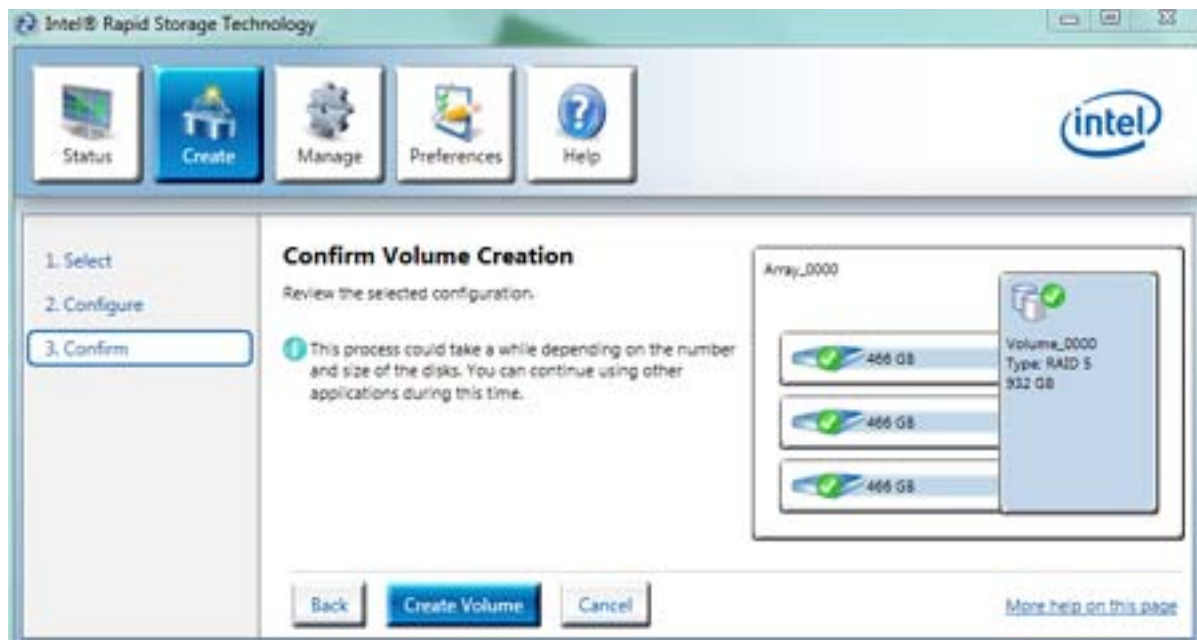 Intel® Rapid Storage Technology
Status
Create
Manage
Preferences
Help
intel
1. Select
2. Configure
3. Confirm
Confirm Volume Creation
Review the selected configuration.
This process could take a while depending on the number
and size of the disks. You can continue using other
applications during this time.
Array_0000
466 GB
466 GB
466 GB
Volume_0000
Type: RAID 5
932 GB
Back
Create Volume
Cancel
More help on this page